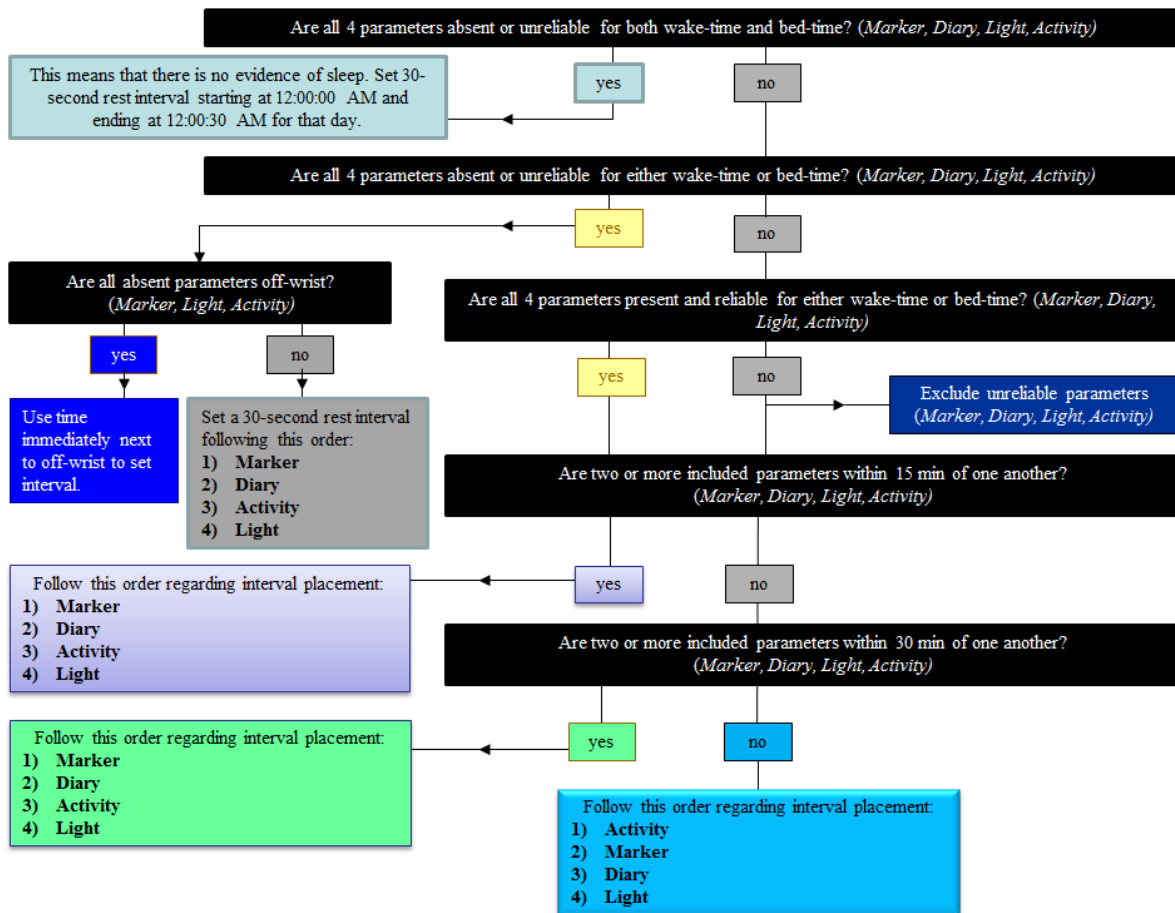 Are all 4 parameters absent or unreliable for both wake-time and bed-time? (Marker, Diary, Light, Activity)
This means that there is no evidence of sleep. Set 30-
second rest interval starting at 12:00:00 AM and
ending at 12:00:30 AM for that day.
yes
no
Are all 4 parameters absent or unreliable for either wake-time or bed-time? (Marker, Diary, Light, Activity)
yes
no
Are all absent parameters off-wrist?
(Marker, Light, Activity)
Are all 4 parameters present and reliable for either wake-time or bed-time? (Marker, Diary,
Light, Activity)
yes
no
yes
no
Use time
immediately next
to off-wrist to set
interval.
Set a 30-second rest interval
following this order:
1) Marker
2) Diary
3) Activity
4) Light
Exclude unreliable parameters
(Marker, Diary, Light, Activity)
Are two or more included parameters within 15 min of one another?
(Marker, Diary, Light, Activity)
yes
no
Follow this order regarding interval placement:
1) Marker
2) Diary
3) Activity
4) Light
Are two or more included parameters within 30 min of one another?
(Marker, Diary, Light, Activity)
yes
no
Follow this order regarding interval placement:
1) Marker
2) Diary
3) Activity
4) Light
Follow this order regarding interval placement:
1) Activity
2) Marker
3) Diary
4) Light